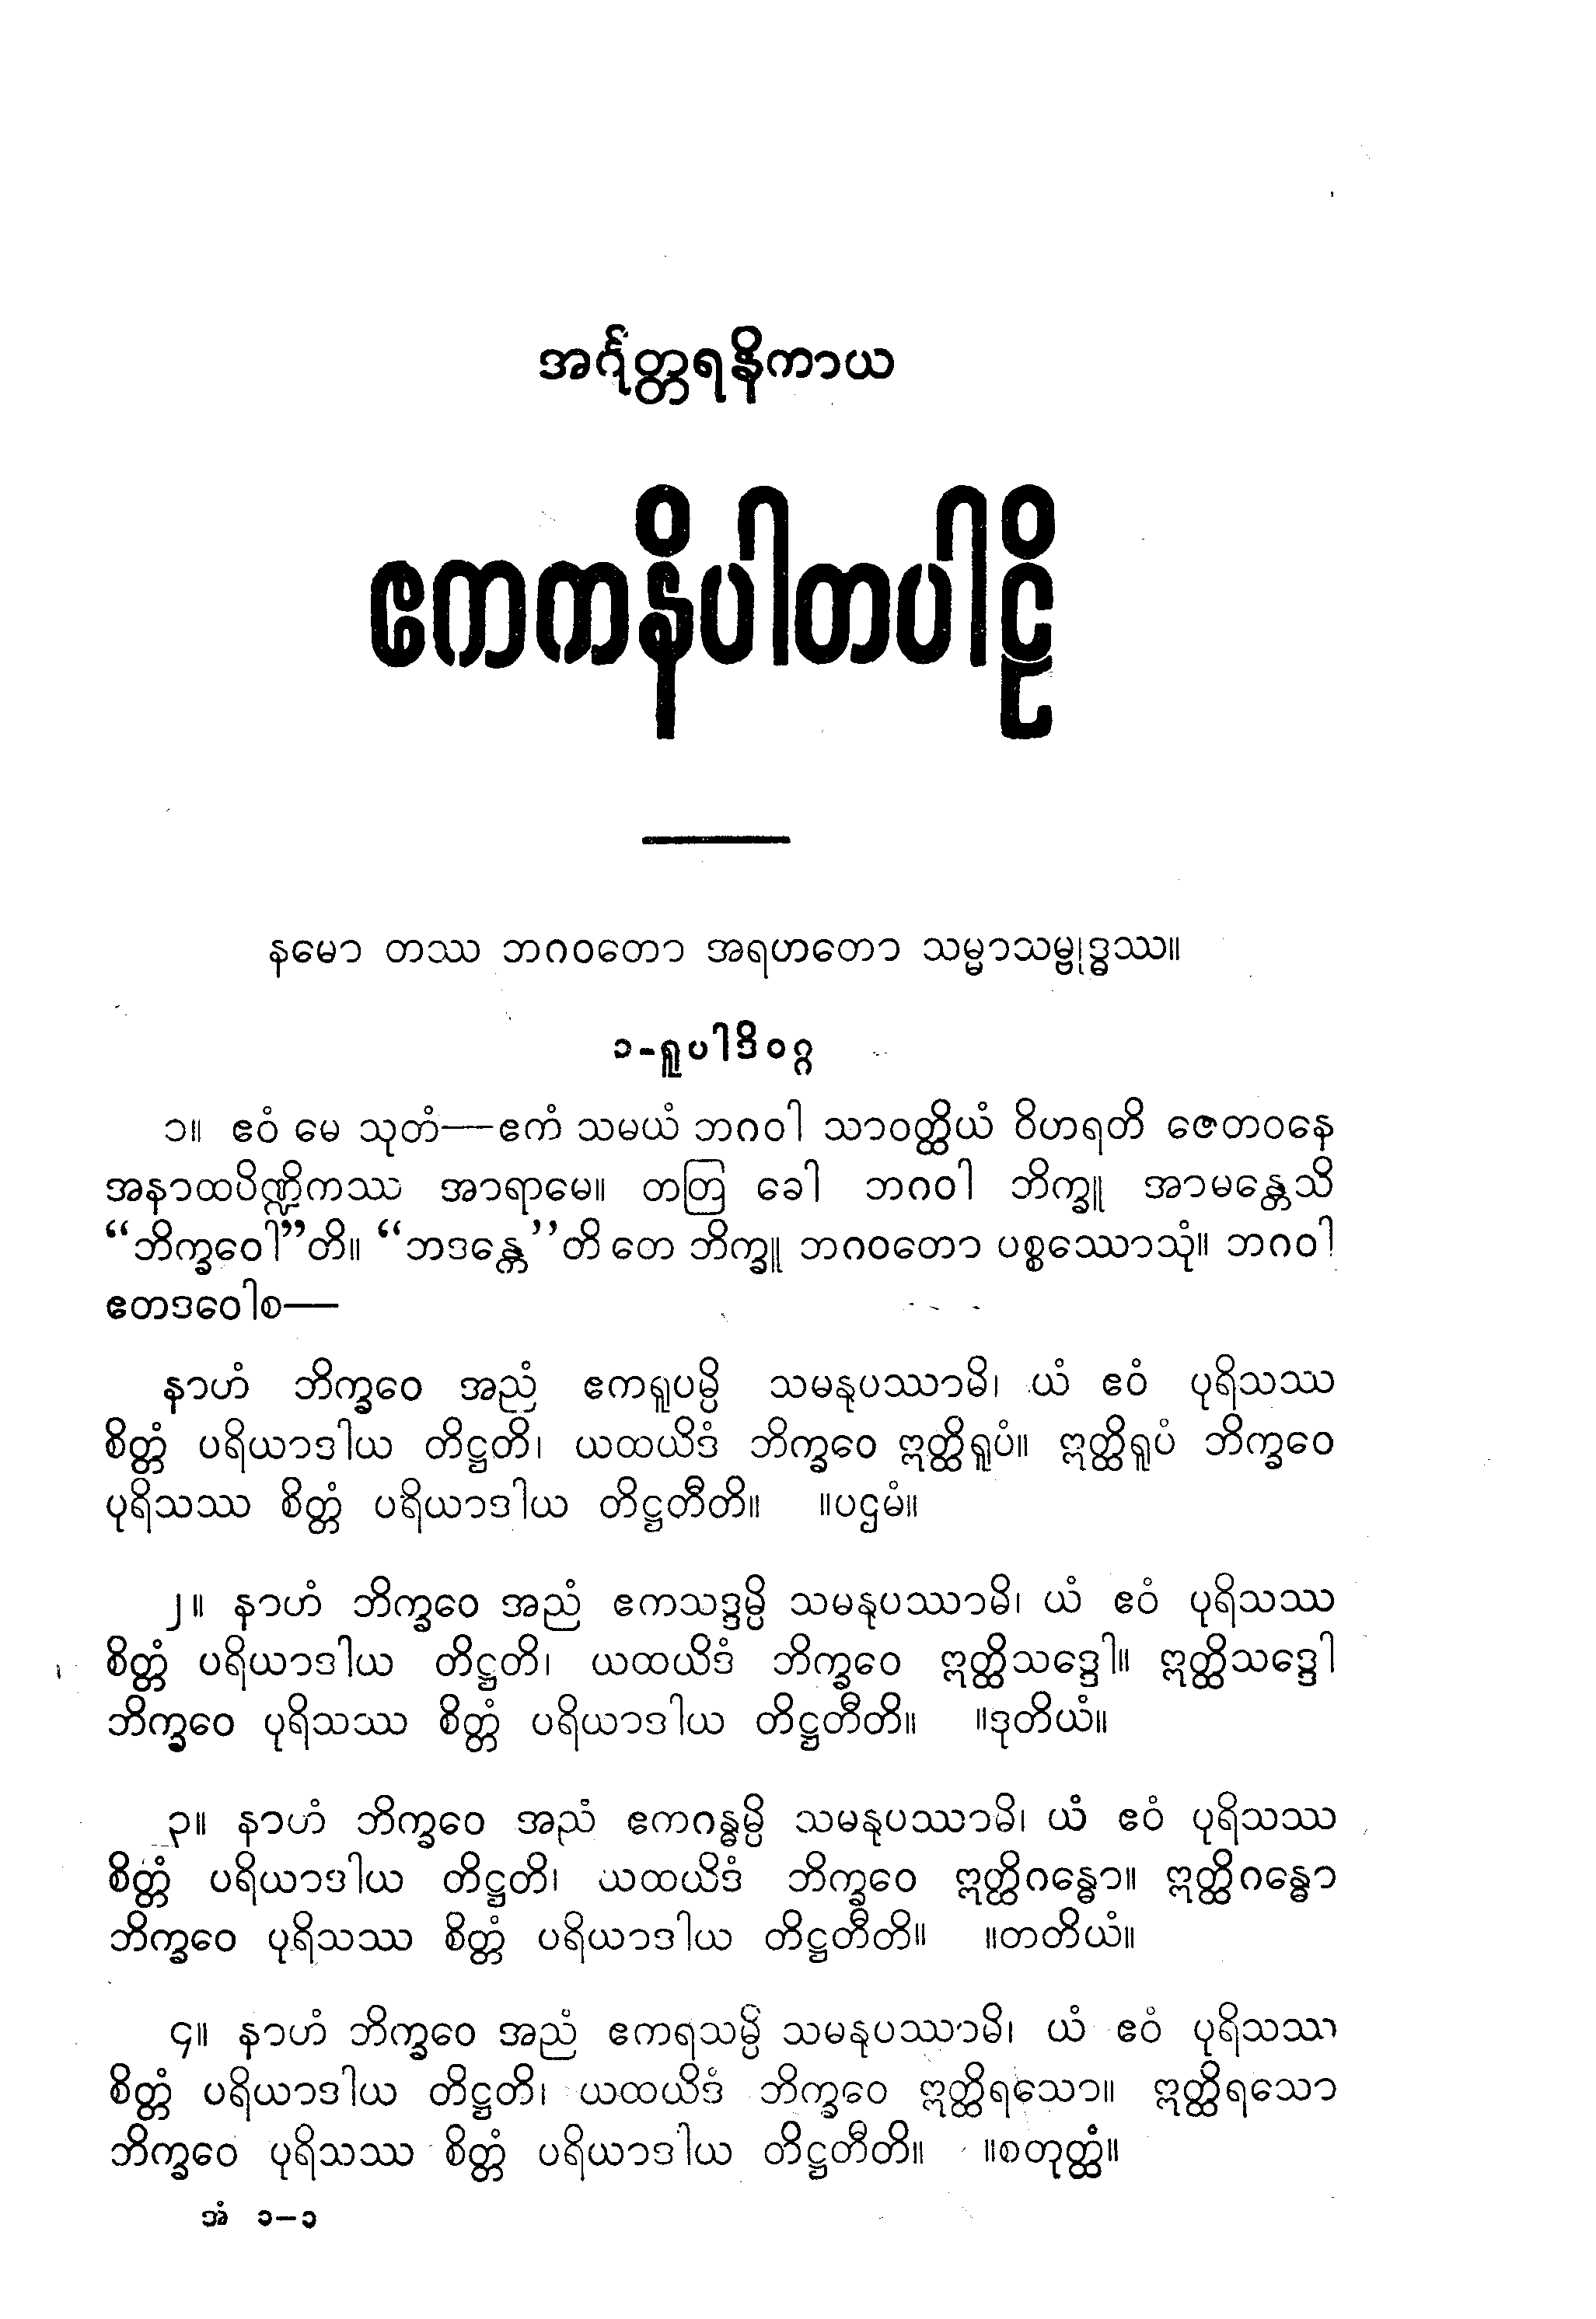 အင်္ဂုတ္တရနိကာယ
ဧကကနိပါတပါဠိ
နမော တဿ ဘဂဝတော အရဟတော သမ္မာသမ္ဗုဒ္ဓဿ။
၁-ရူပါဒိဝဂ္ဂ
၁။ ဧဝံ မေ သုတံ—ဧကံ သမယံ ဘဂဝါ သာဝတ္ထိယံ ဝိဟရတိ ဇေတဝနေ
အနာထပိဏ္ဍိကဿ အာရာမေ။ တတြ ခေါ ဘဂဝါ ဘိက္ခူ အာမန္တေသိ
“ဘိက္ခဝေါ”တိ။ “ဘဒန္တေ”တိ တေ ဘိက္ခူ ဘဂဝတော ပစ္စဿောသုံ။ ဘဂဝါ
ဧတဒဝေါစ—
နာဟံ ဘိက္ခဝေ အညံ ဧကရူပမ္ပိ သမနုပဿာမိ၊ ယံ ဧဝံ ပုရိသဿ
စိတ္တံ ပရိယာဒါယ တိဋ္ဌတိ၊ ယထယိဒံ ဘိက္ခဝေ ဣတ္ထိရူပံ။ ဣတ္ထိရူပံ ဘိက္ခဝေ
ပုရိသဿ စိတ္တံ ပရိယာဒါယ တိဋ္ဌတီတိ။ ။ပဌမံ။
၂။ နာဟံ ဘိက္ခဝေ အညံ ဧကသဒ္ဒမ္ပိ သမနုပဿာမိ၊ ယံ ဧဝံ ပုရိသဿ
စိတ္တံ ပရိယာဒါယ တိဋ္ဌတိ၊ ယထယိဒံ ဘိက္ခဝေ ဣတ္ထိသဒ္ဒေါ။ ဣတ္ထိသဒ္ဒေါ
ဘိက္ခဝေ ပုရိသဿ စိတ္တံ ပရိယာဒါယ တိဋ္ဌတီတိ။ ။ဒုတိယံ။
၃။ နာဟံ ဘိက္ခဝေ အညံ ဧကဂန္ဓမ္ပိ သမနုပဿာမိ၊ ယံ ဧဝံ ပုရိသဿ
စိတ္တံ ပရိယာဒါယ တိဋ္ဌတိ၊ ယထယိဒံ ဘိက္ခဝေ ဣတ္ထိဂန္ဓော။ ဣတ္ထိဂန္ဓော
ဘိက္ခဝေ ပုရိသဿ စိတ္တံ ပရိယာဒါယ တိဋ္ဌတီတိ။ ။တတိယံ။
၄။ နာဟံ ဘိက္ခဝေ အညံ ဧကရသမ္ပိ သမနုပဿာမိ၊ ယံ ဧဝံ ပုရိသဿ
စိတ္တံ ပရိယာဒါယ တိဋ္ဌတိ၊ ယထယိဒံ ဘိက္ခဝေ ဣတ္ထိရသော။ ဣတ္ထိရသော
ဘိက္ခဝေ ပုရိသဿ စိတ္တံ ပရိယာဒါယ တိဋ္ဌတီတိ။ ။စတုတ္ထံ။
အံ ၁–၁